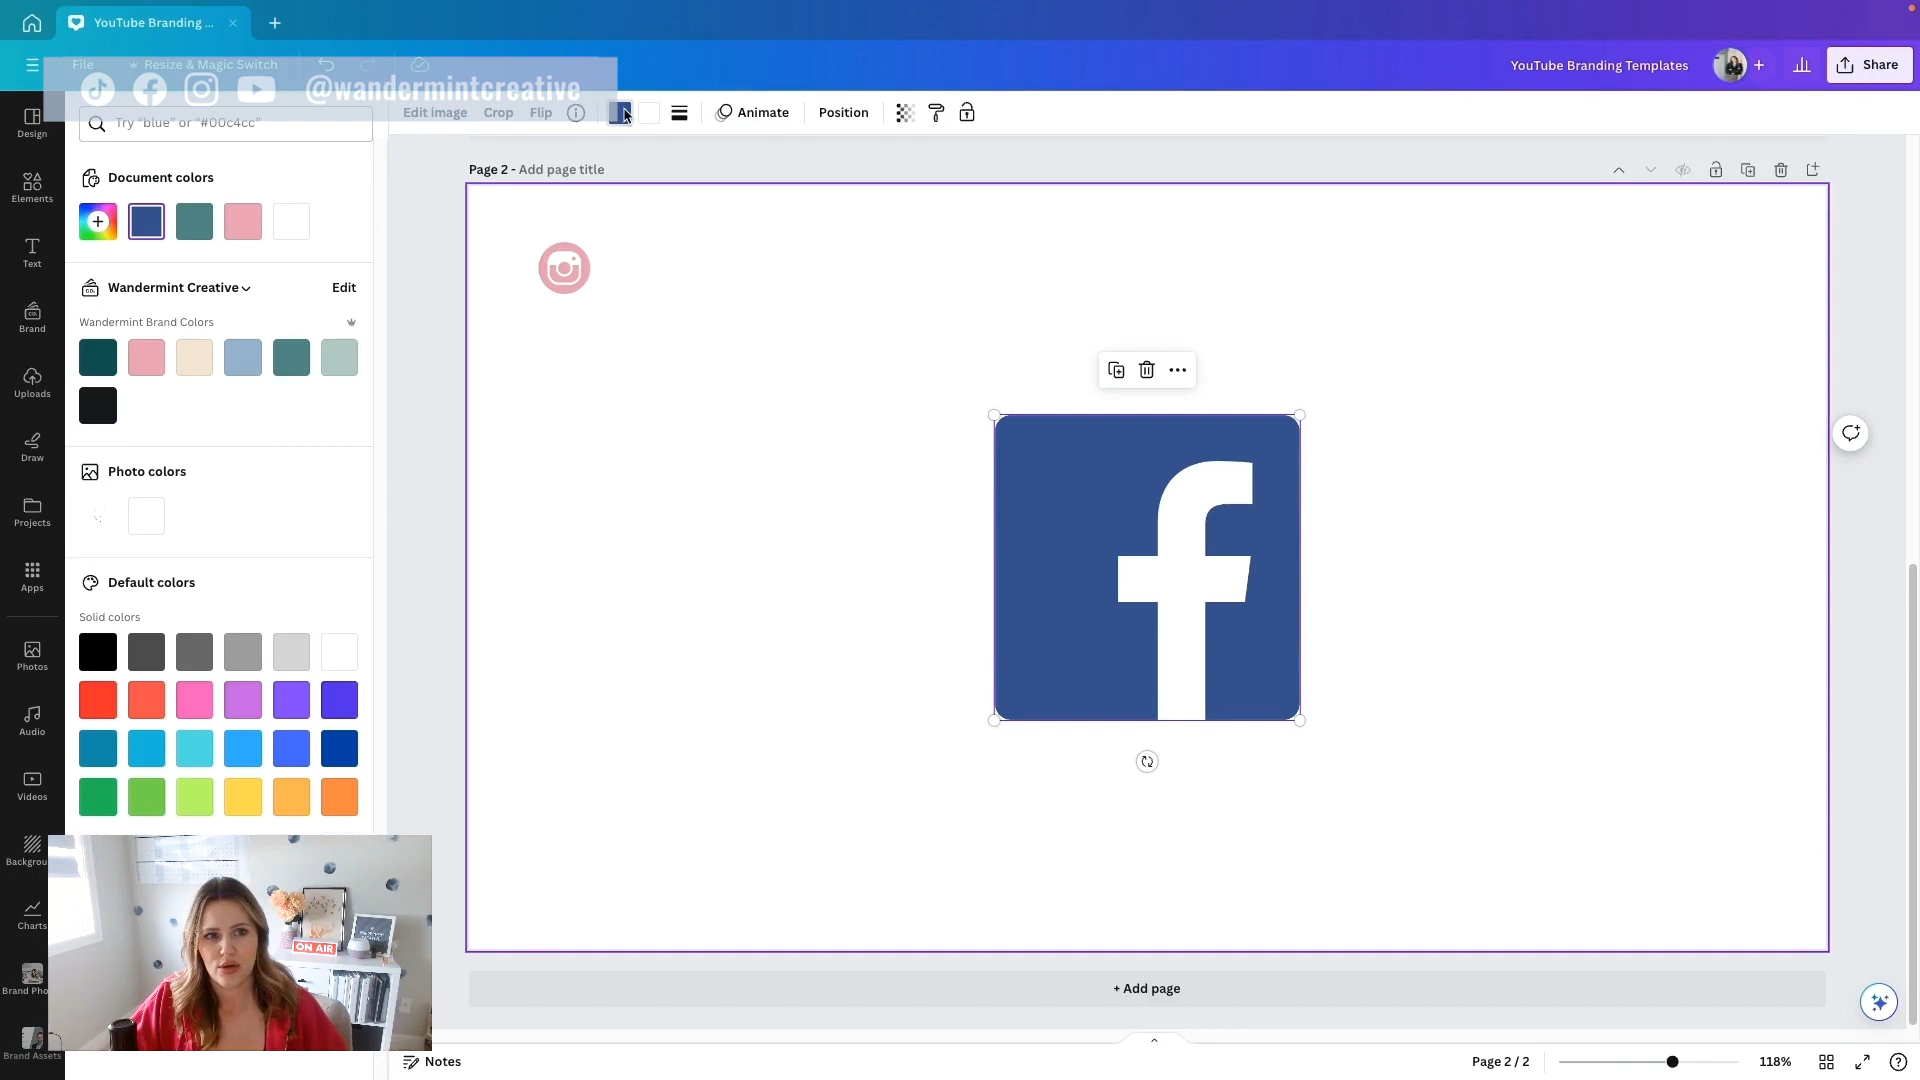 YouTube Branding ...
File
Resize & Magic Switch
YouTube Branding Templates
Share
@wandermintcreative
Edit image
Crop
Flip
Animate
Position
Try "blue" or "#00c4cc"
Design
Elements
Text
Brand
Uploads
Draw
Projects
Apps
Photos
Audio
Videos
Backgrou
Charts
Brand Pho
Brand Assets
Document colors
Wandermint Creative
Edit
Wandermint Brand Colors
Photo colors
Default colors
Solid colors
Page 2 - Add page title
f
+ Add page
ON AIR
Notes
Page 2 / 2
118%